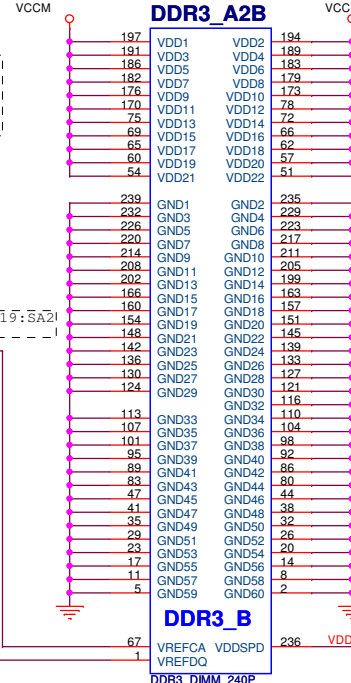 VCCM DDR3_A2B VCC
197 VDD1 VDD2 194
191 VDD3 VDD4 189
186 VDD5 VDD6 183
182 VDD7 VDD8 179
176 VDD9 VDD10 173
170 VDD11 VDD12 78
75 VDD13 VDD14 72
69 VDD15 VDD16 66
65 VDD17 VDD18 62
60 VDD19 VDD20 57
54 VDD21 VDD22 51
239 GND1 GND2 235
232 GND3 GND4 229
226 GND5 GND6 223
220 GND7 GND8 217
214 GND9 GND10 211
208 GND11 GND12 205
202 GND13 GND14 199
166 GND15 GND16 163
160 GND17 GND18 157
19:SA2 154 GND19 GND20 151
148 GND21 GND22 145
142 GND23 GND24 139
136 GND25 GND26 133
130 GND27 GND28 127
124 GND29 GND30 121
GND32 116
113 GND33 GND34 110
107 GND35 GND36 104
101 GND37 GND38 98
95 GND39 GND40 92
89 GND41 GND42 86
83 GND43 GND44 80
47 GND45 GND46 44
41 GND47 GND48 38
35 GND49 GND50 32
29 GND51 GND52 26
23 GND53 GND54 20
17 GND55 GND56 14
11 GND57 GND58 8
5 GND59 GND60 2
DDR3_B
67 VREFCA VDDSPD 236 VDD
1 VREFDQ
DDR3_DIMM_240P